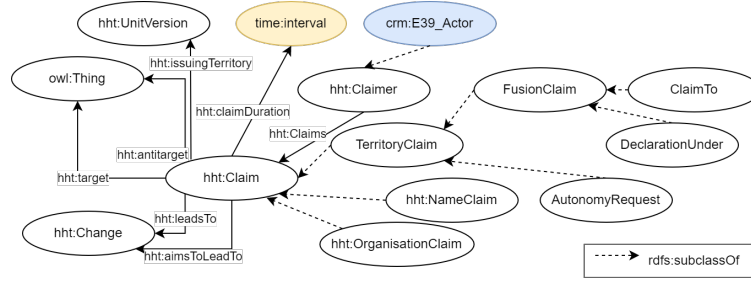 hht:UnitVersion
time:interval
crm:E39_Actor
hht:issuingTerritory
owl:Thing
hht:Claimer
FusionClaim
ClaimTo
hht:claimDuration
hht:Claims
TerritoryClaim
DeclarationUnder
hht:antitarget
hht:target
hht:Claim
hht:NameClaim
AutonomyRequest
hht:leadsTo
hht:Change
hht:OrganisationClaim
hht:aimsToLeadTo
rdfs:subclassOf